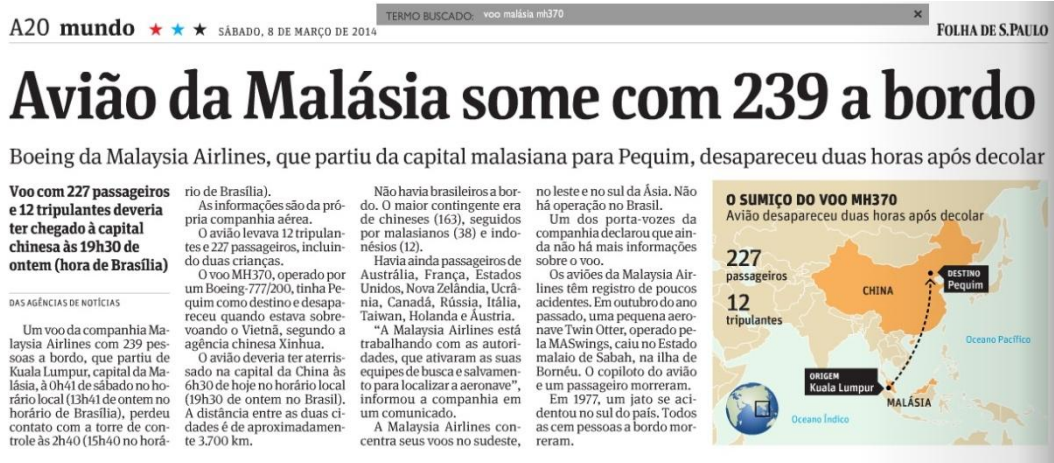 TERMO BUSCADO: voo malásia mh370 ×
A20 mundo ★ ★ ★ SÁBADO, 8 DE MARÇO DE 2014
FOLHA DE S.PAULO
Avião da Malásia some com 239 a bordo
Boeing da Malaysia Airlines, que partiu da capital malasiana para Pequim, desapareceu duas horas após decolar
Voo com 227 passageiros
e 12 tripulantes deveria
ter chegado à capital
chinesa às 19h30 de
ontem (hora de Brasília)
DAS AGÊNCIAS DE NOTÍCIAS
Um voo da companhia Ma-
laysia Airlines com 239 pes-
soas a bordo, que partiu de
Kuala Lumpur, capital da Ma-
lásia, à 0h41 de sábado no ho-
rário local (13h41 de ontem no
horário de Brasília), perdeu
contato com a torre de con-
trole às 2h40 (15h40 no horá-
rio de Brasília).
As informações são da pró-
pria companhia aérea.
O avião levava 12 tripulan-
tes e 227 passageiros, incluin-
do duas crianças.
O voo MH370, operado por
um Boeing-777/200, tinha Pe-
quim como destino e desapa-
receu quando estava sobre-
voando o Vietnã, segundo a
agência chinesa Xinhua.
O avião deveria ter aterris-
sado na capital da China às
6h30 de hoje no horário local
(19h30 de ontem no Brasil).
A distância entre as duas ci-
dades é de aproximadamen-
te 3.700 km.
Não havia brasileiros a bor-
do. O maior contingente era
de chineses (163), seguidos
por malasianos (38) e indo-
nésios (12).
Havia ainda passageiros de
Austrália, França, Estados
Unidos, Nova Zelândia, Ucrâ-
nia, Canadá, Rússia, Itália,
Taiwan, Holanda e Áustria.
“A Malaysia Airlines está
trabalhando com as autori-
dades, que ativaram as suas
equipes de busca e salvamen-
to para localizar a aeronave”,
informou a companhia em
um comunicado.
A Malaysia Airlines con-
centra seus voos no sudeste,
no leste e no sul da Ásia. Não
há operação no Brasil.
Um dos porta-vozes da
companhia declarou que ain-
da não há mais informações
sobre o voo.
Os aviões da Malaysia Air-
lines têm registro de poucos
acidentes. Em outubro do ano
passado, uma pequena aero-
nave Twin Otter, operado pe-
la MASwings, caiu no Estado
malaio de Sabah, na ilha de
Bornéu. O copiloto do avião
e um passageiro morreram.
Em 1977, um jato se aci-
dentou no sul do país. Todos
as cem pessoas a bordo mor-
reram.
O SUMIÇO DO VOO MH370
Avião desapareceu duas horas após decolar
227
passageiros
12
tripulantes
CHINA
DESTINO
Pequim
Oceano Pacífico
ORIGEM
Kuala Lumpur
MALÁSIA
Oceano Índico